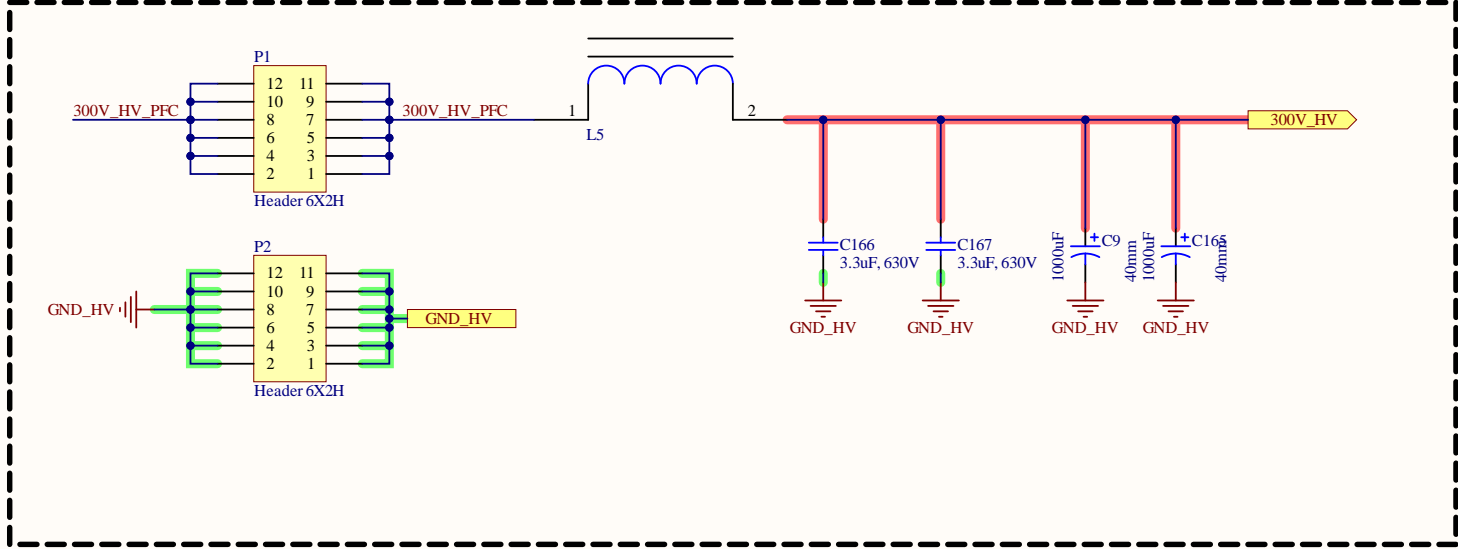 P1
12 11
10 9
300V_HV_PFC 8 7 300V_HV_PFC
6 5
4 3
2 1
Header 6X2H
1 2
L5
300V_HV
P2
12 11
10 9
GND_HV 8 7 GND_HV
6 5
4 3
2 1
Header 6X2H
C166
3.3uF, 630V
GND_HV
C167
3.3uF, 630V
GND_HV
C9
1000uF
40mm
GND_HV
C165
1000uF
40mm
GND_HV